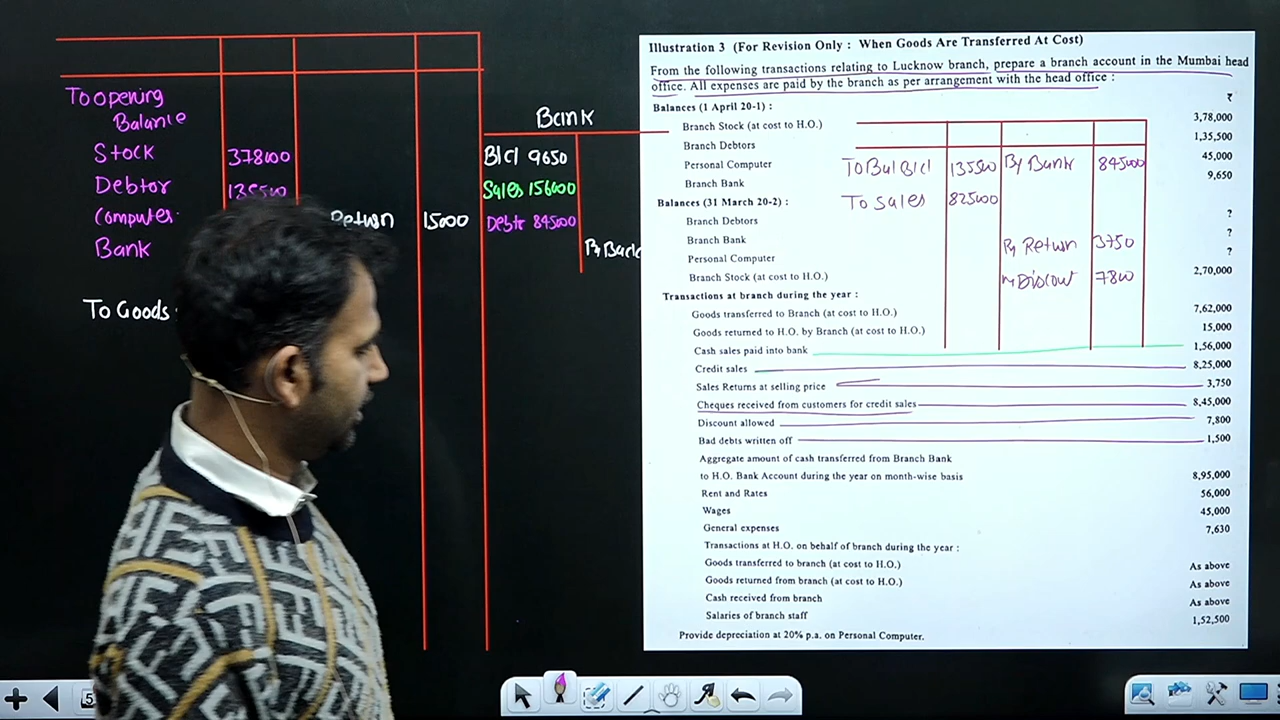 To opening
Balance
Stock 378000
Debtor 135500
Computer
Bank
To Goods
Return 15000
Bank
B/d 9650
Sales 156000
Debtr 845000
Illustration 3 (For Revision Only : When Goods Are Transferred At Cost)
From the following transactions relating to Lucknow branch, prepare a branch account in the Mumbai head
office. All expenses are paid by the branch as per arrangement with the head office :
₹
Balances (1 April 20-1) :
Branch Stock (at cost to H.O.) 3,78,000
Branch Debtors 1,35,500
Personal Computer 45,000
Branch Bank 9,650
Balances (31 March 20-2) :
Branch Debtors ?
Branch Bank ?
Personal Computer ?
Branch Stock (at cost to H.O.) 2,70,000
Transactions at branch during the year :
Goods transferred to Branch (at cost to H.O.) 7,62,000
Goods returned to H.O. by Branch (at cost to H.O.) 15,000
Cash sales paid into bank 1,56,000
Credit sales 8,25,000
Sales Returns at selling price 3,750
Cheques received from customers for credit sales 8,45,000
Discount allowed 7,800
Bad debts written off 1,500
Aggregate amount of cash transferred from Branch Bank
to H.O. Bank Account during the year on month-wise basis 8,95,000
Rent and Rates 56,000
Wages 45,000
General expenses 7,630
Transactions at H.O. on behalf of branch during the year :
Goods transferred to branch (at cost to H.O.) As above
Goods returned from branch (at cost to H.O.) As above
Cash received from branch As above
Salaries of branch staff 1,52,500
Provide depreciation at 20% p.a. on Personal Computer.
To Bal B/d 135500 By Bank 845000
To Sales 825000
By Return 3750
By Discout 7800
5